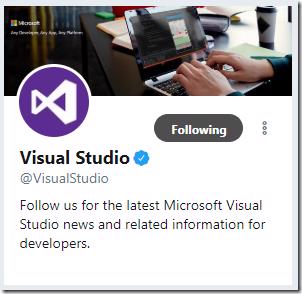 Microsoft
Any Developer, Any App, Any Platform
Following
Visual Studio
@VisualStudio
Follow us for the latest Microsoft Visual
Studio news and related information for
developers.